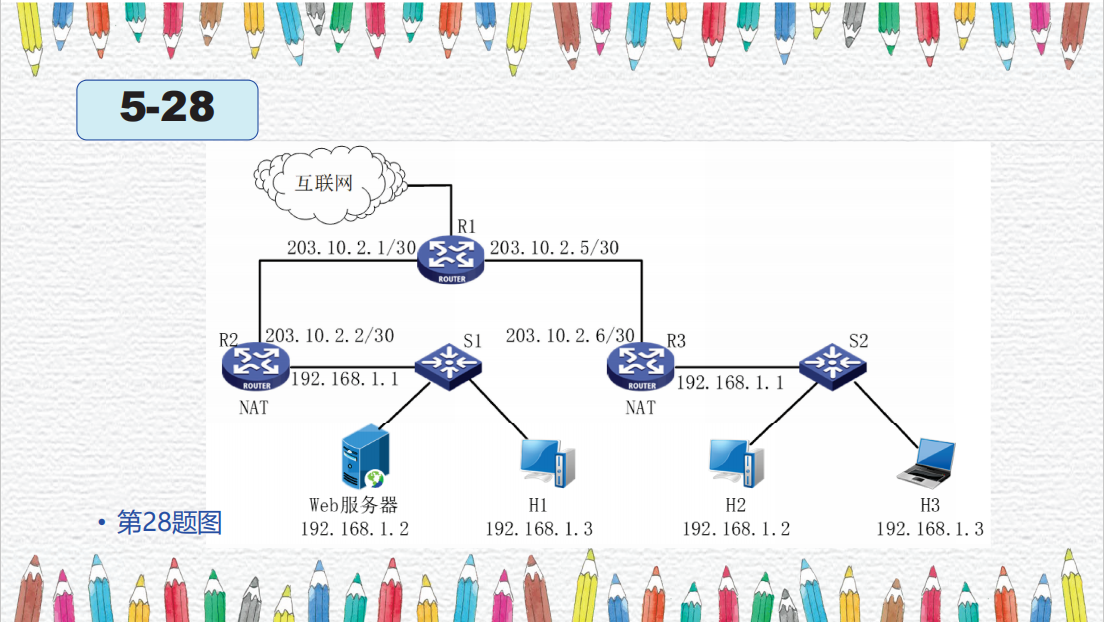 5-28
互联网
R1
203.10.2.1/30
203.10.2.5/30
ROUTER
R2
203.10.2.2/30
S1
203.10.2.6/30
R3
S2
ROUTER
192.168.1.1
ROUTER
192.168.1.1
NAT
NAT
Web服务器
H1
H2
H3
192.168.1.2
192.168.1.3
192.168.1.2
192.168.1.3
• 第28题图